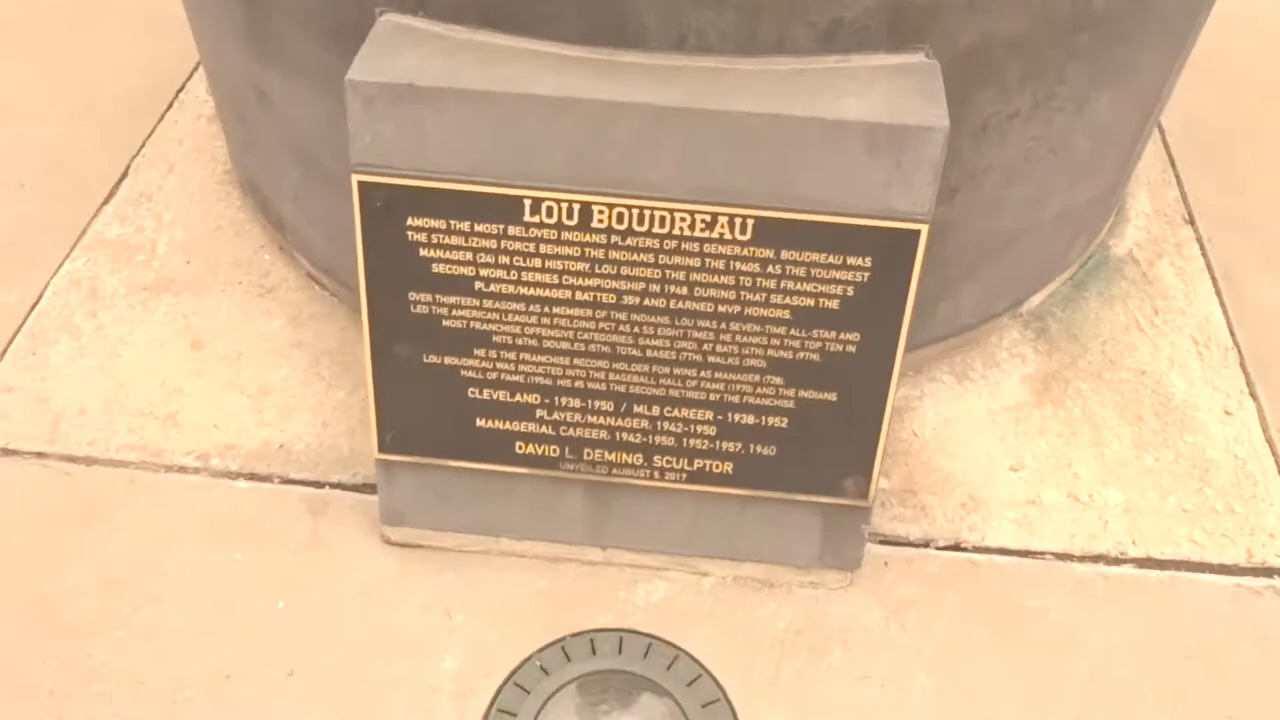 LOU BOUDREAU
AMONG THE MOST BELOVED INDIANS PLAYERS OF HIS GENERATION, BOUDREAU WAS
THE STABILIZING FORCE BEHIND THE INDIANS DURING THE 1940S. AS THE YOUNGEST
MANAGER (24) IN CLUB HISTORY, LOU GUIDED THE INDIANS TO THE FRANCHISE'S
SECOND WORLD SERIES CHAMPIONSHIP IN 1948. DURING THAT SEASON THE
PLAYER/MANAGER BATTED .359 AND EARNED MVP HONORS.
OVER THIRTEEN SEASONS AS A MEMBER OF THE INDIANS, LOU WAS A SEVEN-TIME ALL-STAR AND
LED THE AMERICAN LEAGUE IN FIELDING PCT AS A SS EIGHT TIMES. HE RANKS IN THE TOP TEN IN
MOST FRANCHISE OFFENSIVE CATEGORIES: GAMES (3RD), AT BATS (4TH) RUNS (9TH),
HITS (6TH), DOUBLES (5TH), TOTAL BASES (7TH), WALKS (3RD).
HE IS THE FRANCHISE RECORD HOLDER FOR WINS AS MANAGER (728).
LOU BOUDREAU WAS INDUCTED INTO THE BASEBALL HALL OF FAME (1970) AND THE INDIANS
HALL OF FAME (1954). HIS #5 WAS THE SECOND RETIRED BY THE FRANCHISE.
CLEVELAND - 1938-1950 / MLB CAREER - 1938-1952
PLAYER/MANAGER: 1942-1950
MANAGERIAL CAREER: 1942-1950, 1952-1957, 1960
DAVID L. DEMING, SCULPTOR
UNVEILED AUGUST 5, 2017